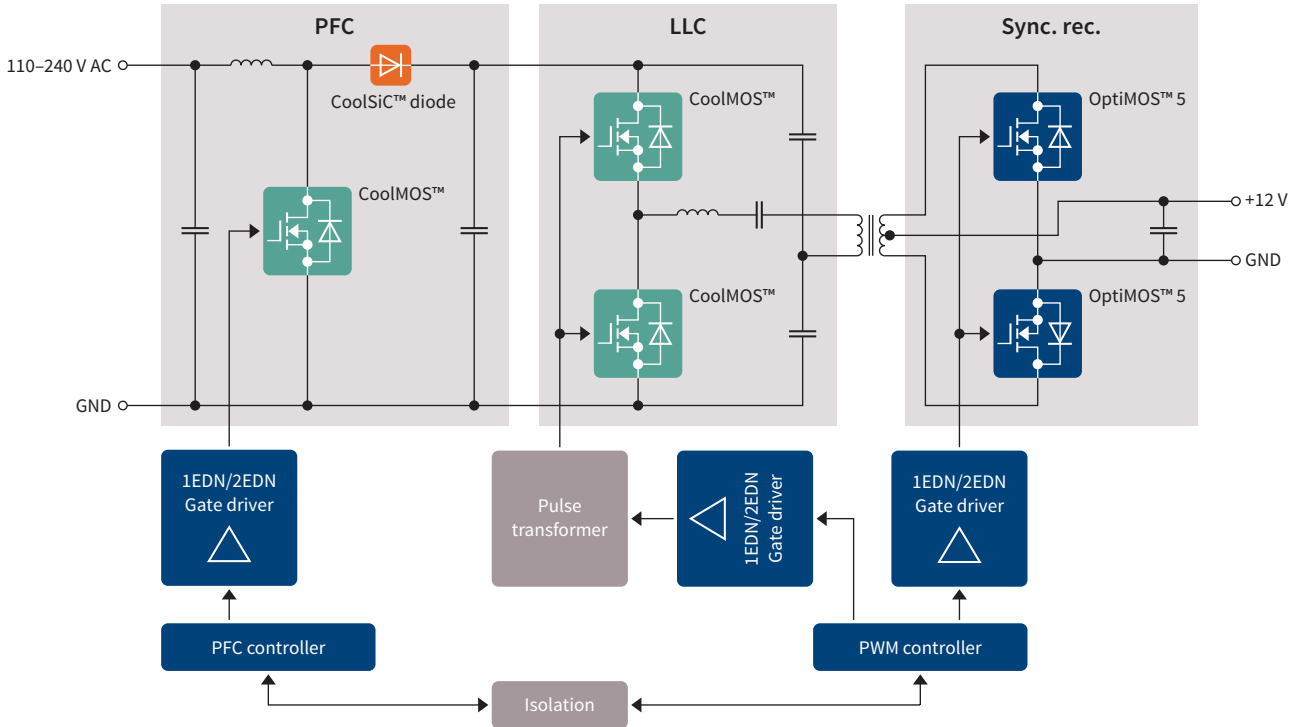 PFC
LLC
Sync. rec.
110–240 V AC
CoolSiC™ diode
CoolMOS™
CoolMOS™
CoolMOS™
OptiMOS™ 5
OptiMOS™ 5
+12 V
GND
GND
1EDN/2EDN
Gate driver
Pulse
transformer
1EDN/2EDN
Gate driver
1EDN/2EDN
Gate driver
PFC controller
PWM controller
Isolation